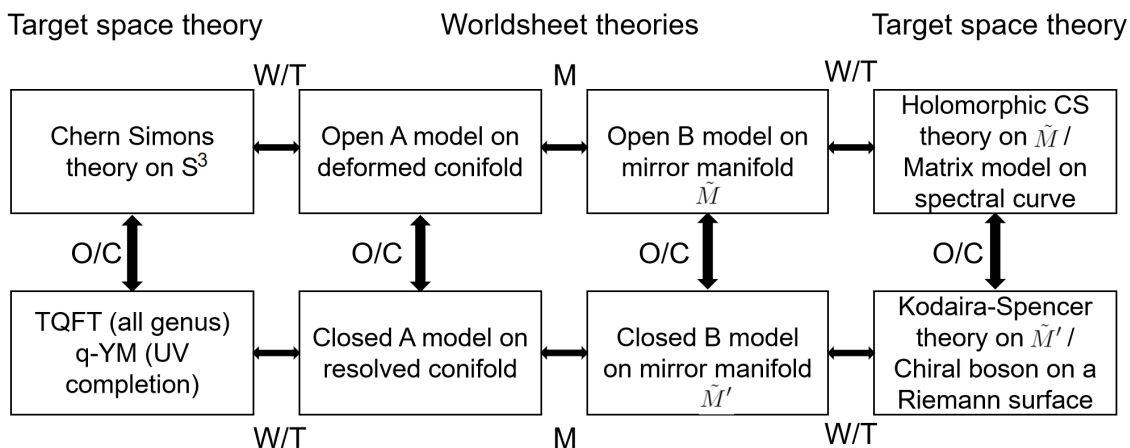 Target space theory
Worldsheet theories
Target space theory
W/T
M
W/T
Chern Simons
theory on S³
Open A model on
deformed conifold
Open B model on
mirror manifold
M̃
Holomorphic CS
theory on M̃ /
Matrix model on
spectral curve
O/C
O/C
O/C
O/C
TQFT (all genus)
q-YM (UV
completion)
Closed A model on
resolved conifold
Closed B model
on mirror manifold
M̃′
Kodaira-Spencer
theory on M̃′ /
Chiral boson on a
Riemann surface
W/T
M
W/T